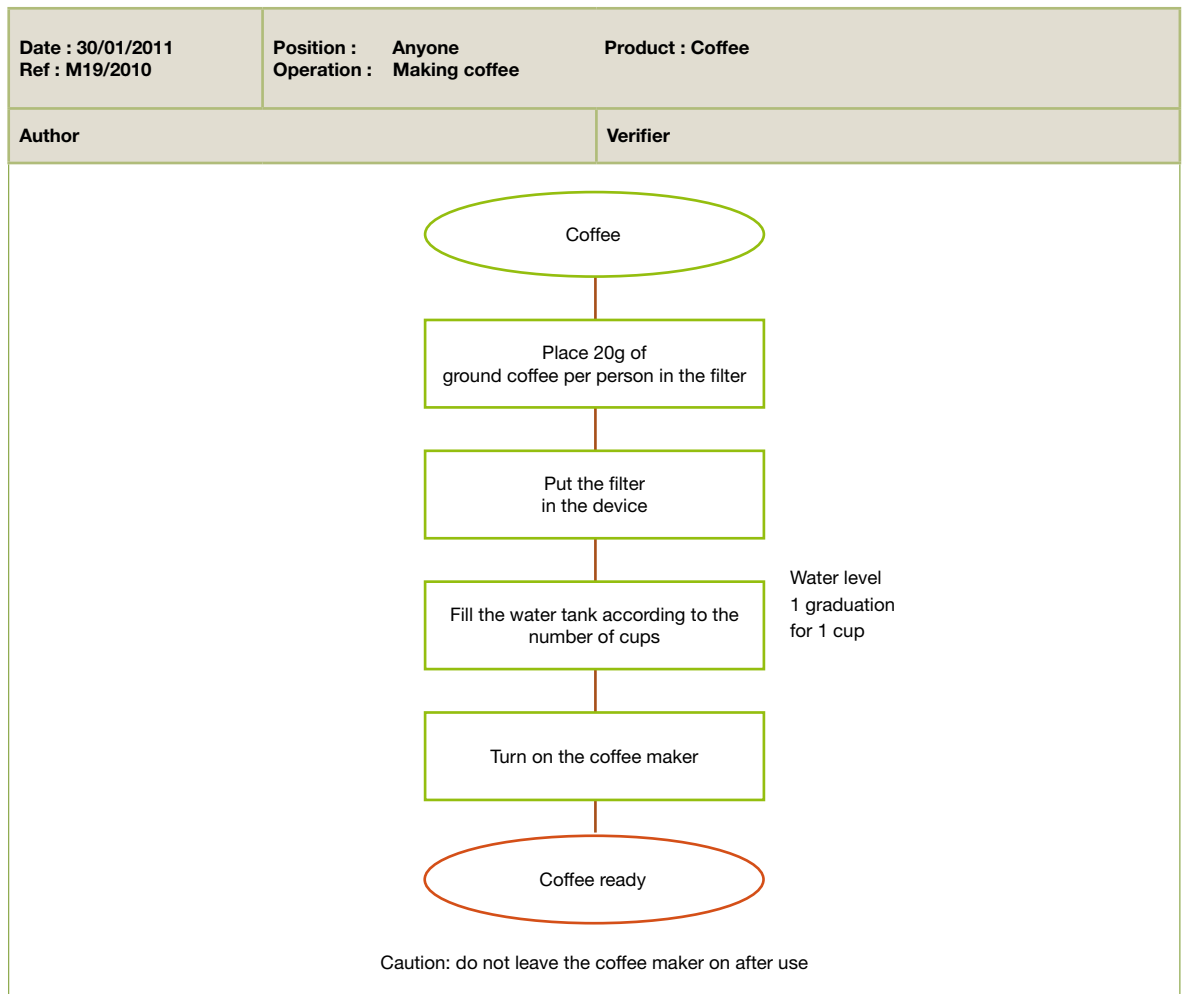 Date : 30/01/2011
Ref : M19/2010
Position : Anyone
Operation : Making coffee
Product : Coffee
Author
Verifier
Coffee
Place 20g of
ground coffee per person in the filter
Put the filter
in the device
Fill the water tank according to the
number of cups
Water level
1 graduation
for 1 cup
Turn on the coffee maker
Coffee ready
Caution: do not leave the coffee maker on after use